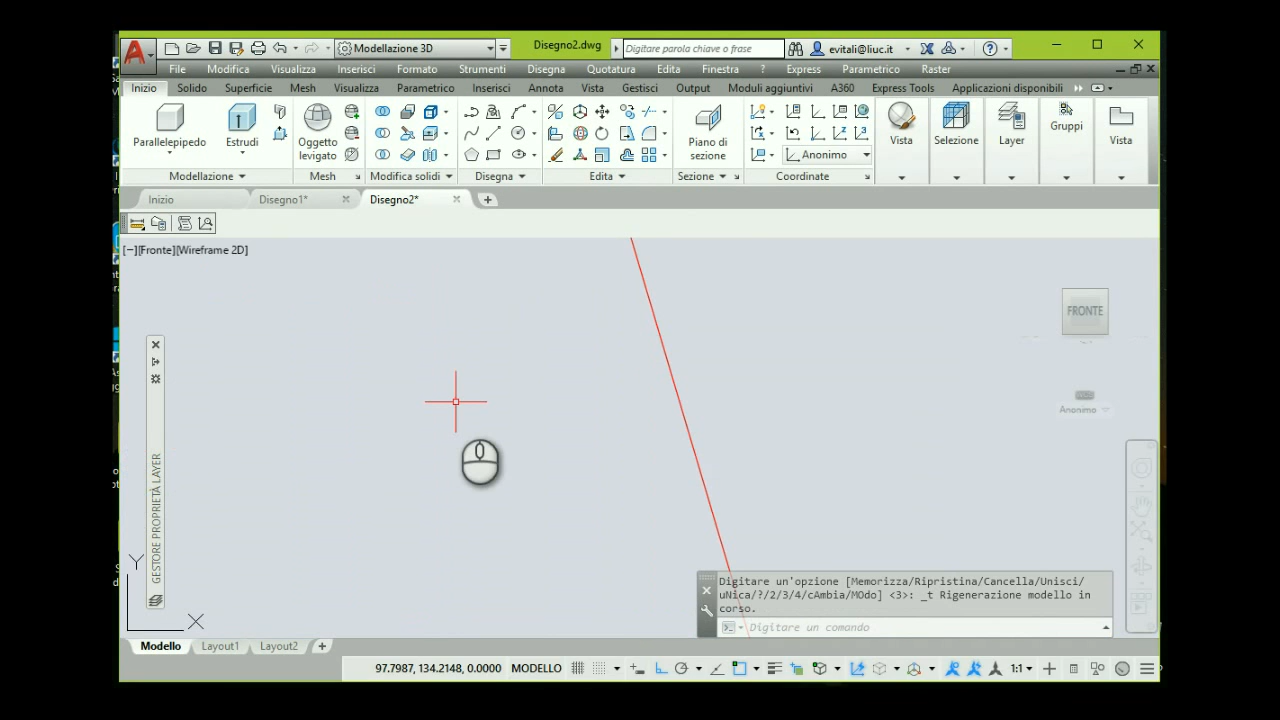 Modellazione 3D
Disegno2.dwg
Digitare parola chiave o frase
evitali@liuc.it
File Modifica Visualizza Inserisci Formato Strumenti Disegna Quotatura Edita Finestra ? Express Parametrico Raster
Inizio Solido Superficie Mesh Visualizza Parametrico Inserisci Annota Vista Gestisci Output Moduli aggiuntivi A360 Express Tools Applicazioni disponibili
Parallelepipedo
Estrudi
Oggetto
levigato
Piano di
sezione
Anonimo
Vista
Selezione
Layer
Gruppi
Vista
Modellazione
Mesh
Modifica solidi
Disegna
Edita
Sezione
Coordinate
Inizio
Disegno1*
Disegno2*
[−][Fronte][Wireframe 2D]
FRONTE
Anonimo
GESTORE PROPRIETÀ LAYER
Y
X
Digitare un'opzione [Memorizza/Ripristina/Cancella/Unisci/
uNica/?/2/3/4/cAmbia/MOdo] <3>: _t Rigenerazione modello in
corso.
Digitare un comando
Modello
Layout1
Layout2
97.7987, 134.2148, 0.0000
MODELLO
1:1